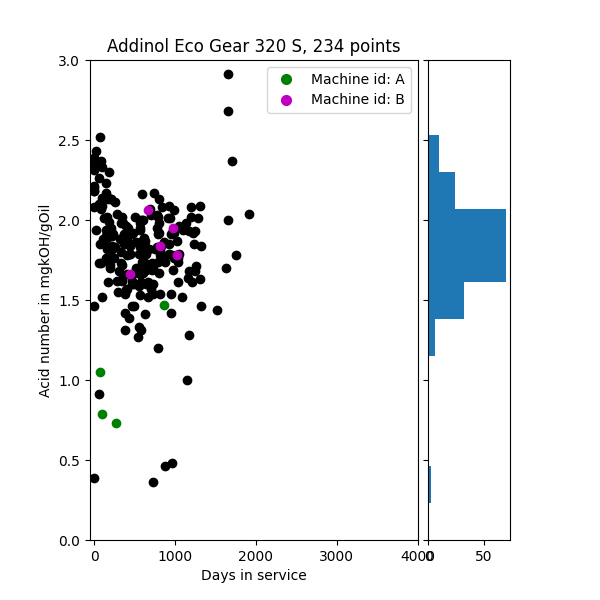 Addinol Eco Gear 320 S, 234 points
Machine id: A
Machine id: B
Acid number in mgkOH/gOil
3.0
2.5
2.0
1.5
1.0
0.5
0.0
0 1000 2000 3000 4000
0 50
Days in service